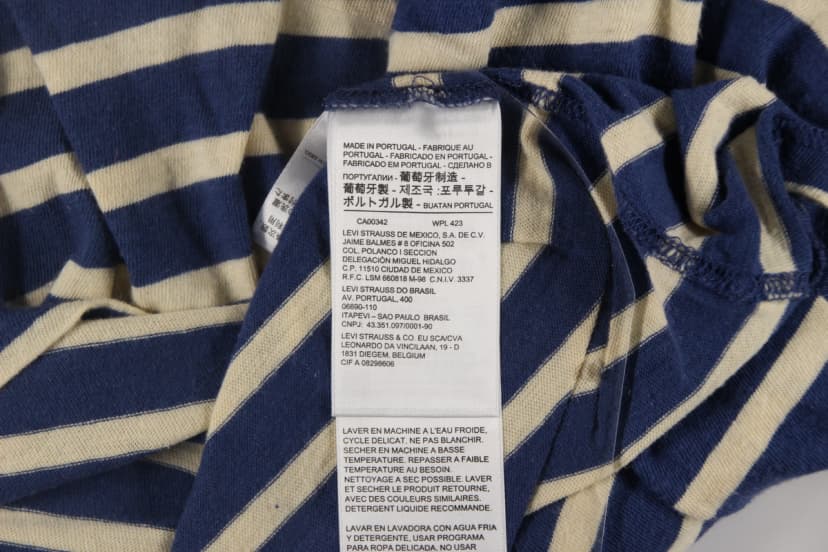 MADE IN PORTUGAL - FABRIQUE AU
PORTUGAL - FABRICADO EN PORTUGAL -
FABRICADO EM PORTUGAL - СДЕЛАНО В
ПОРТУГАЛИИ - 葡萄牙制造 -
葡萄牙製 - 제조국 :포루투갈 -
ポルトガル製 - BUATAN PORTUGAL
CA00342 WPL 423
LEVI STRAUSS DE MEXICO, S.A. DE C.V.
JAIME BALMES # 8 OFICINA 502
COL. POLANCO I SECCION
DELEGACIÓN MIGUEL HIDALGO
C.P. 11510 CIUDAD DE MEXICO
R.F.C. LSM 660818 M-98 C.N.I.V. 3337
LEVI STRAUSS DO BRASIL
AV. PORTUGAL, 400
06690-110
ITAPEVI – SAO PAULO BRASIL
CNPJ: 43.351.097/0001-90
LEVI STRAUSS & CO. EU SCA/CVA
LEONARDO DA VINCILAAN, 19 - D
1831 DIEGEM, BELGIUM
CIF A 08298606
LAVER EN MACHINE A L'EAU FROIDE,
CYCLE DELICAT. NE PAS BLANCHIR.
SECHER EN MACHINE A BASSE
TEMPERATURE. REPASSER A FAIBLE
TEMPERATURE AU BESOIN.
NETTOYAGE A SEC POSSIBLE. LAVER
ET SECHER LE PRODUIT RETOURNE,
AVEC DES COULEURS SIMILAIRES.
DETERGENT LIQUIDE RECOMMANDE.
LAVAR EN LAVADORA CON AGUA FRIA
Y DETERGENTE, USAR PROGRAMA
PARA ROPA DELICADA. NO USAR